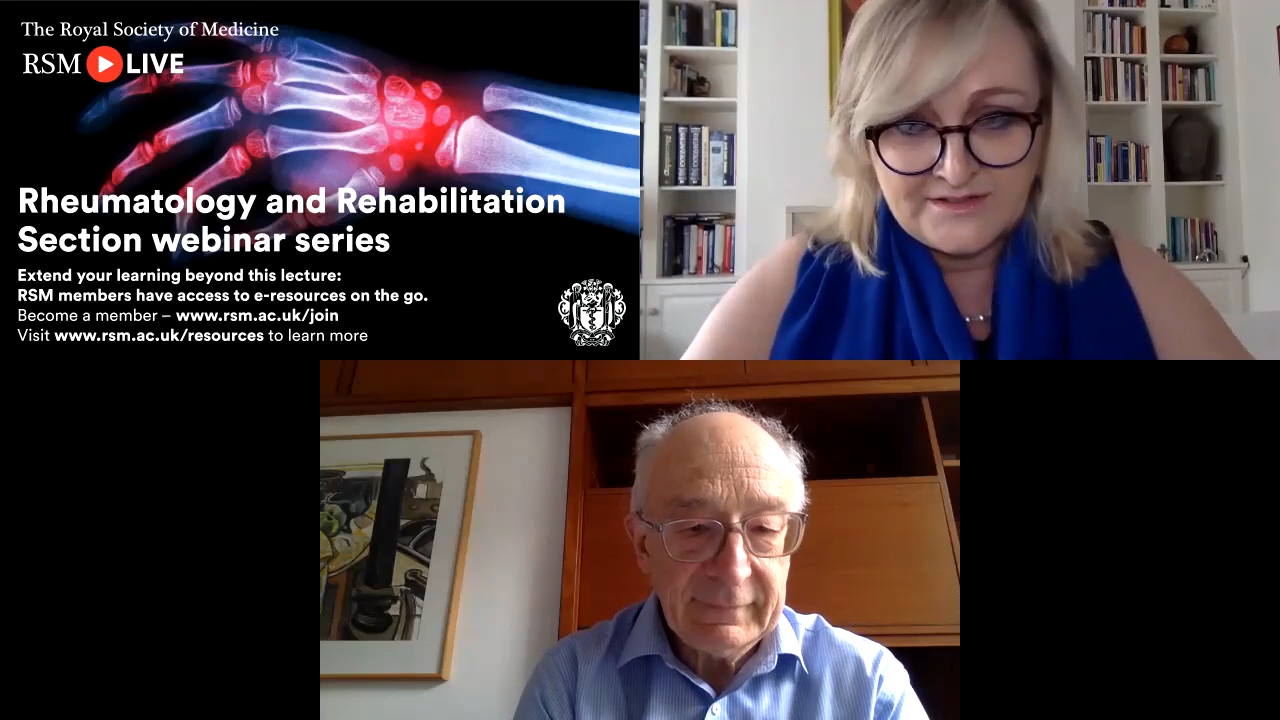 The Royal Society of Medicine
RSM LIVE
Rheumatology and Rehabilitation
Section webinar series
Extend your learning beyond this lecture:
RSM members have access to e-resources on the go.
Become a member – www.rsm.ac.uk/join
Visit www.rsm.ac.uk/resources to learn more